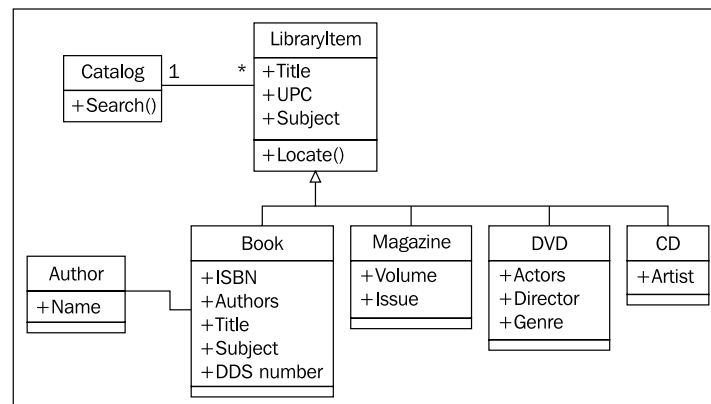 LibraryItem
+Title
+UPC
+Subject
+Locate()
Catalog
+Search()
1
*
Book
+ISBN
+Authors
+Title
+Subject
+DDS number
Magazine
+Volume
+Issue
DVD
+Actors
+Director
+Genre
CD
+Artist
Author
+Name